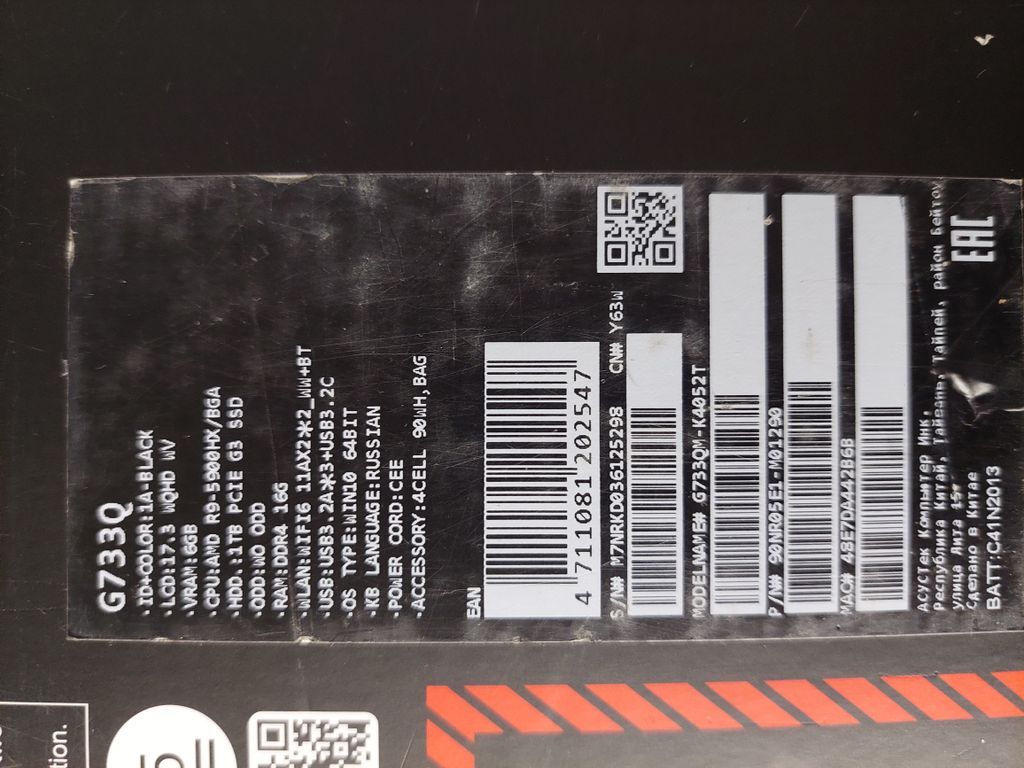 G733Q
·ID+COLOR:1A-BLACK
·LCD:17.3 WQHD WV
·VRAM:6GB
·CPU:AMD R9-5900HX/BGA
·HDD.:1TB PCIE G3 SSD
·ODD:WO ODD
·RAM:DDR4 16G
·WLAN:WIFI6 11AX2*2_WW+BT
·USB:USB3.2A*3+USB3.2C
·OS TYPE:WIN10 64BIT
·KB LANGUAGE:RUSSIAN
·POWER CORD:CEE
·ACCESSORY:4CELL 90WH,BAG
EAN
4 711081 202547
S/N# M7NRKD036125298 CN# Y63W
MODELNAME# G733QM-K4052T
P/N# 90NR05E1-M01290
MAC# 48E7DA442B6B
Асустек Компьютер Инк.
Республика Китай, Тайвань, Тайпей, район Бейтоу
улица Лите 15
Сделано в Китае
BATT:C41N2013
EAC
tion.